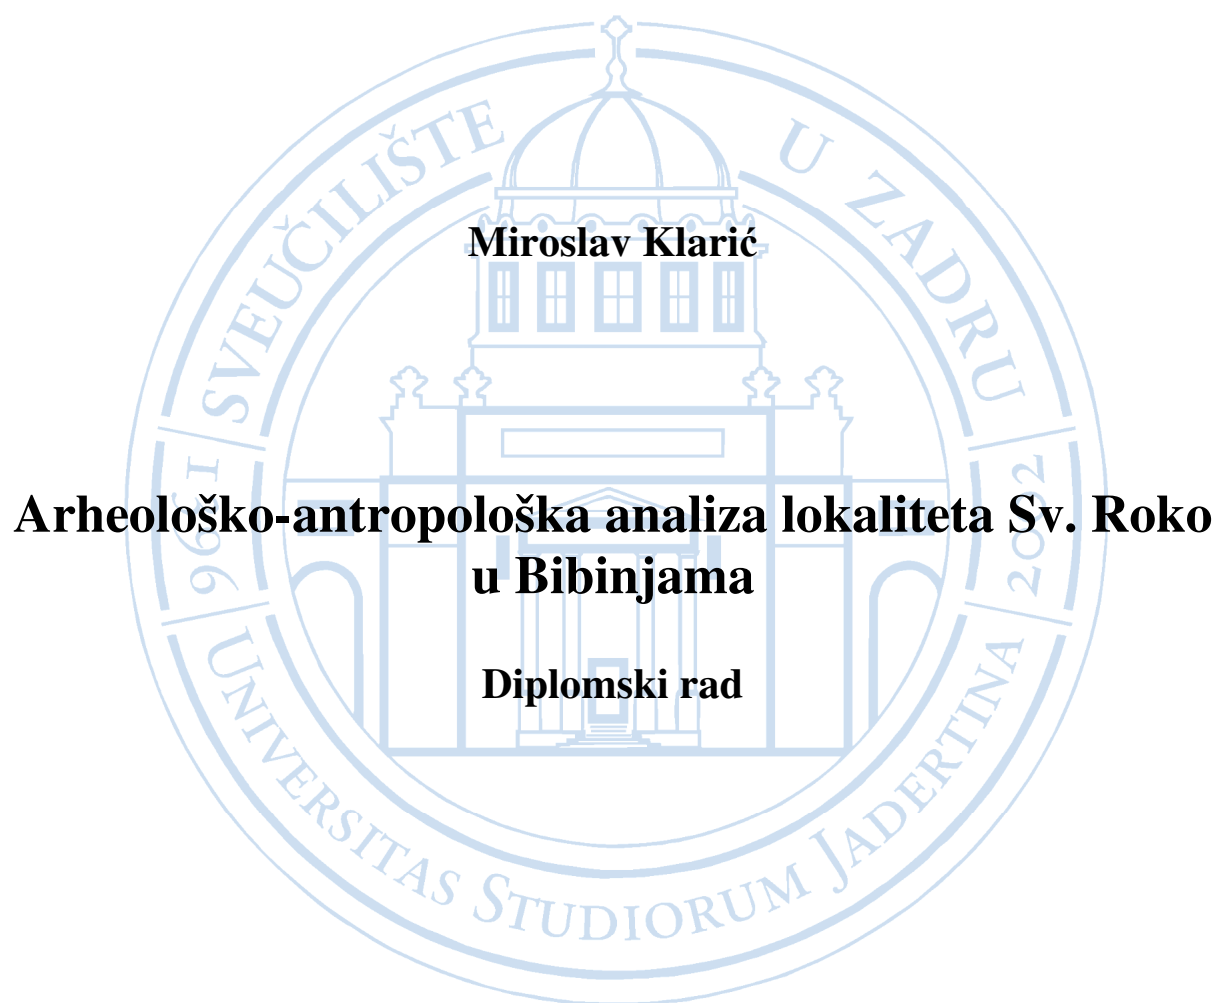 SVEUČILIŠTE U ZADRU
Miroslav Klarić
Arheološko-antropološka analiza lokaliteta Sv. Roko
u Bibinjama
Diplomski rad
1396
2002
UNIVERSITAS STUDIORUM JADERTINA